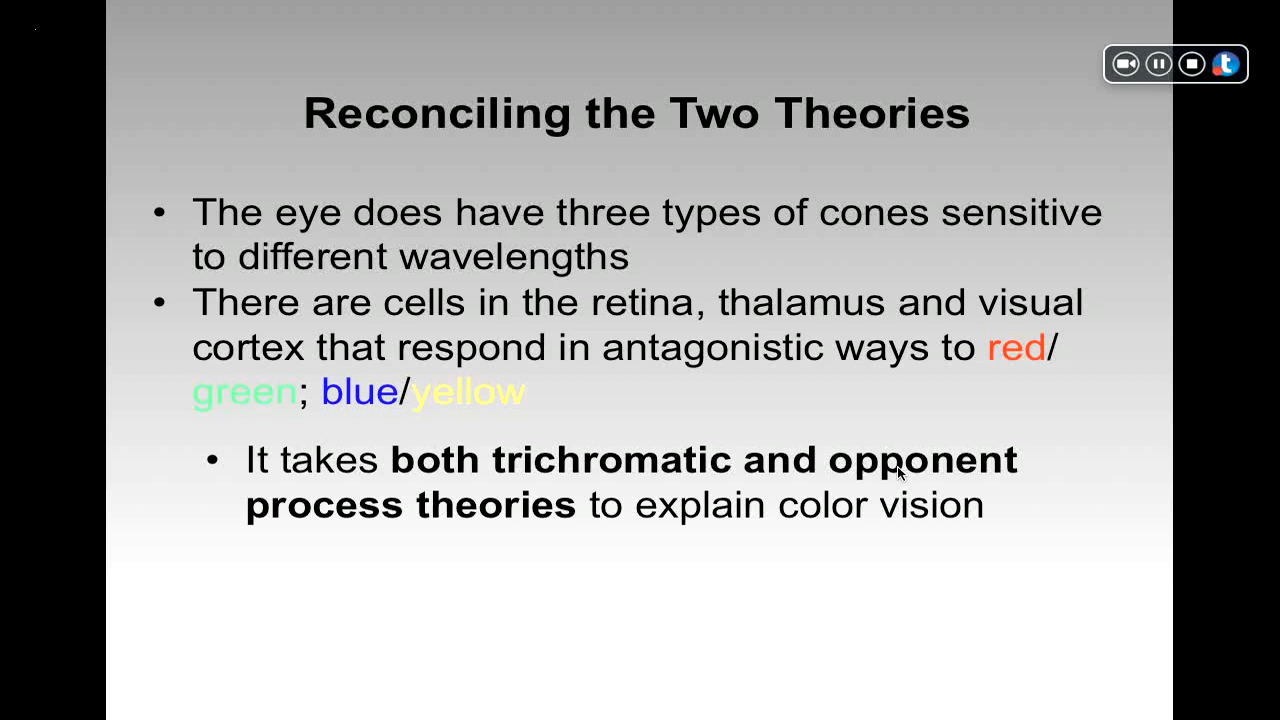 Reconciling the Two Theories
• The eye does have three types of cones sensitive
to different wavelengths
• There are cells in the retina, thalamus and visual
cortex that respond in antagonistic ways to red/
green; blue/yellow
• It takes both trichromatic and opponent
process theories to explain color vision
t